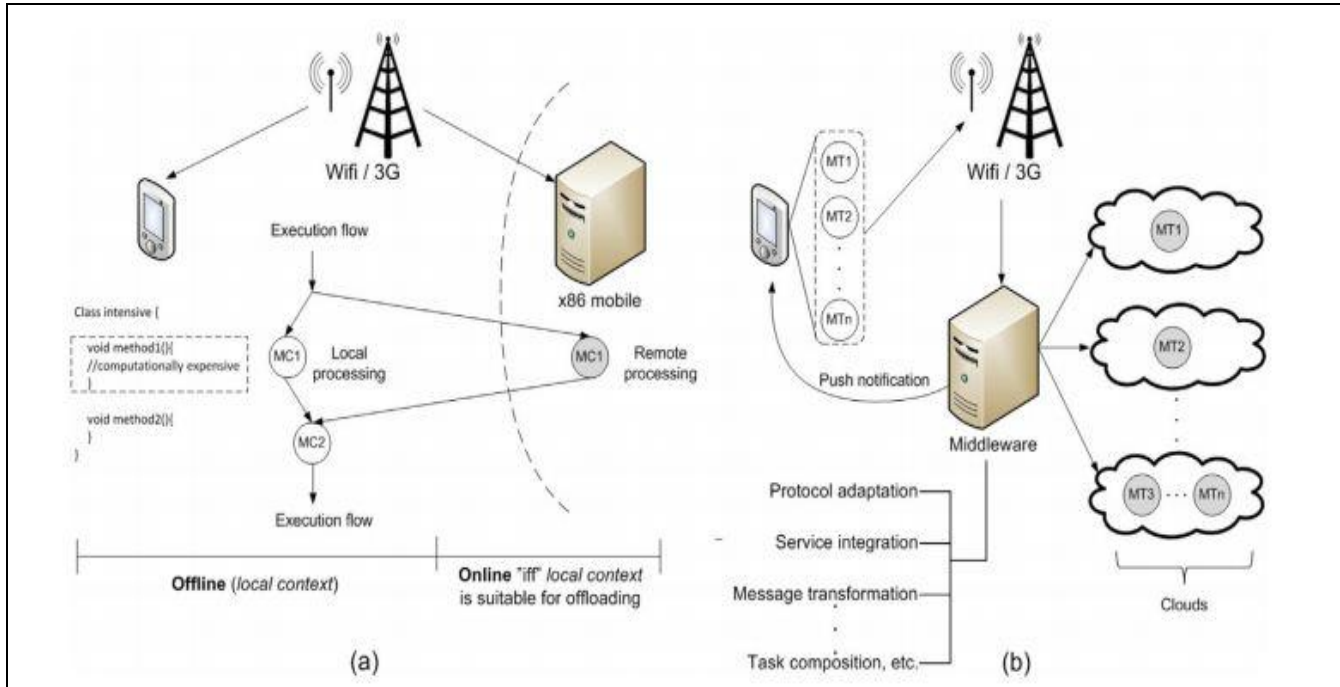 Wifi / 3G
Execution flow
x86 mobile
Class intensive {
void method1(){
//computationally expensive
}
void method2(){
}
}
MC1
Local
processing
MC1
Remote
processing
MC2
Execution flow
Offline (local context)
Online "iff" local context
is suitable for offloading
(a)
Wifi / 3G
MT1
MT2
.
.
.
MTn
Push notification
Middleware
MT1
MT2
MT3 ... MTn
Clouds
Protocol adaptation
Service integration
Message transformation
Task composition, etc.
(b)